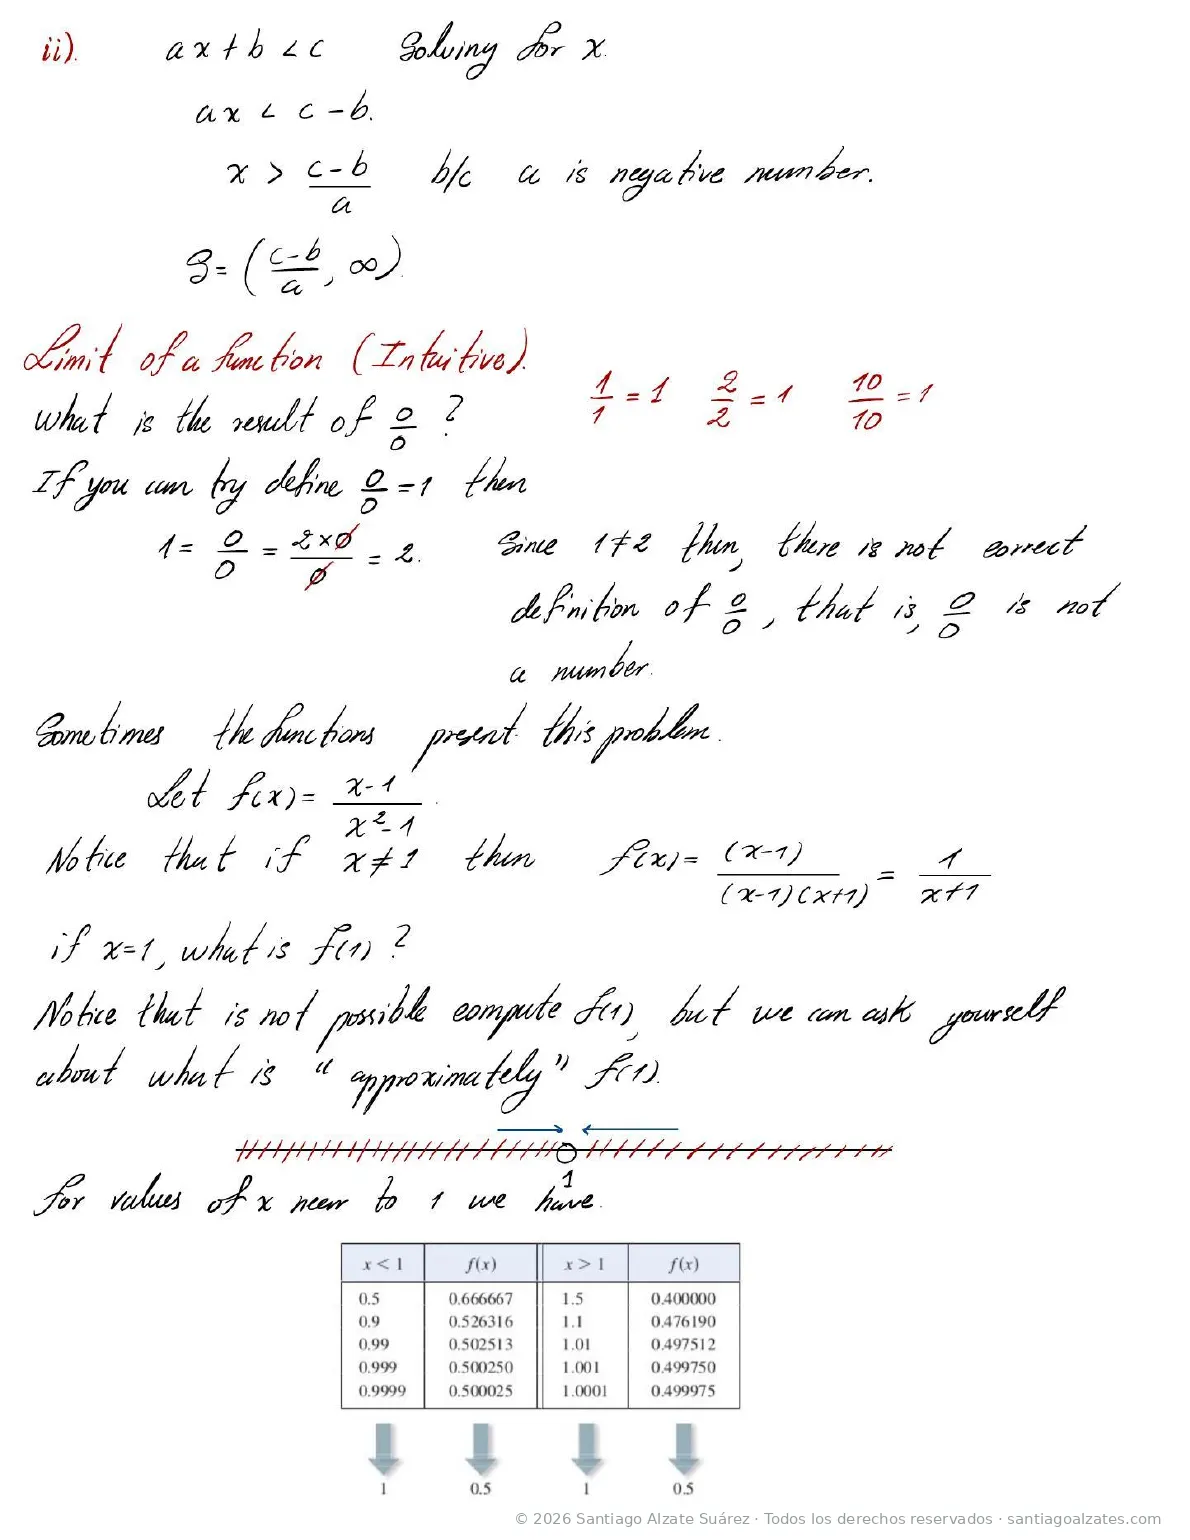 ii). ax+b < c Solving for x.
ax < c-b.
x > (c-b)/a b/c a is negative number.
S= ((c-b)/a, ∞).
Limit of a function (Intuitive).
1/1 = 1 2/2 = 1 10/10 = 1
What is the result of 0/0 ?
If you can try define 0/0 = 1 then
1 = 0/0 = (2×0)/0 = 2. Since 1≠2 then, there is not correct
definition of 0/0, that is, 0/0 is not
a number.
Sometimes the functions present this problem.
Let f(x) = (x-1)/(x²-1).
Notice that if x≠1 then f(x) = (x-1)/((x-1)(x+1)) = 1/(x+1)
if x=1, what is f(1)?
Notice that is not possible compute f(1), but we can ask yourself
about what is "approximately" f(1).
1
for values of x near to 1 we have.
x < 1 f(x) x > 1 f(x)
0.5 0.666667 1.5 0.400000
0.9 0.526316 1.1 0.476190
0.99 0.502513 1.01 0.497512
0.999 0.500250 1.001 0.499750
0.9999 0.500025 1.0001 0.499975
1 0.5 1 0.5
© 2026 Santiago Alzate Suárez · Todos los derechos reservados · santiagoalzates.com